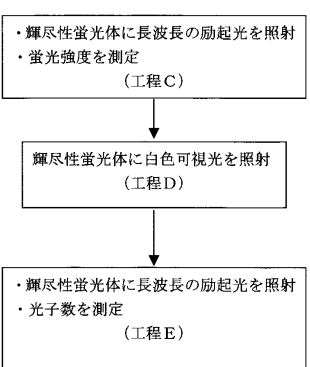 ・輝尽性蛍光体に長波長の励起光を照射
・蛍光強度を測定
(工程C)
輝尽性蛍光体に白色可視光を照射
(工程D)
・輝尽性蛍光体に長波長の励起光を照射
・光子数を測定
(工程E)